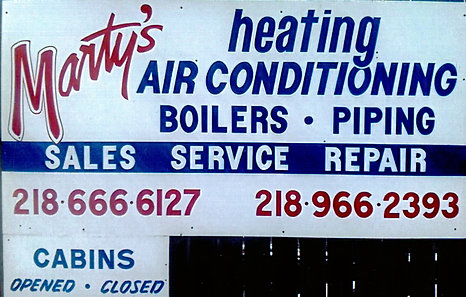 Marty's heating
AIR CONDITIONING
BOILERS • PIPING
SALES SERVICE REPAIR
218•666•6127 218•966•2393
CABINS
OPENED • CLOSED